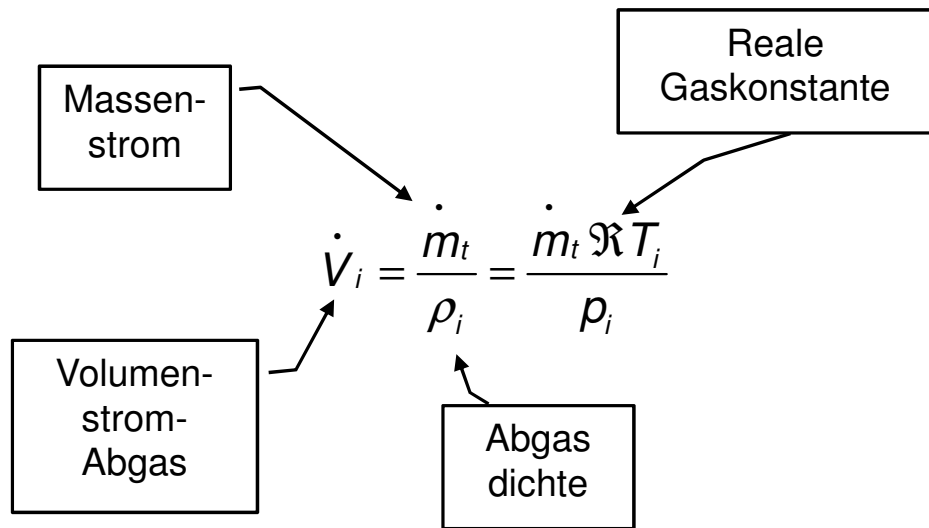 Reale
Gaskonstante
Massen-
strom
V̇ᵢ = ṁₜ / ρᵢ = ṁₜ ℜ Tᵢ / pᵢ
Volumen-
strom-
Abgas
Abgas
dichte